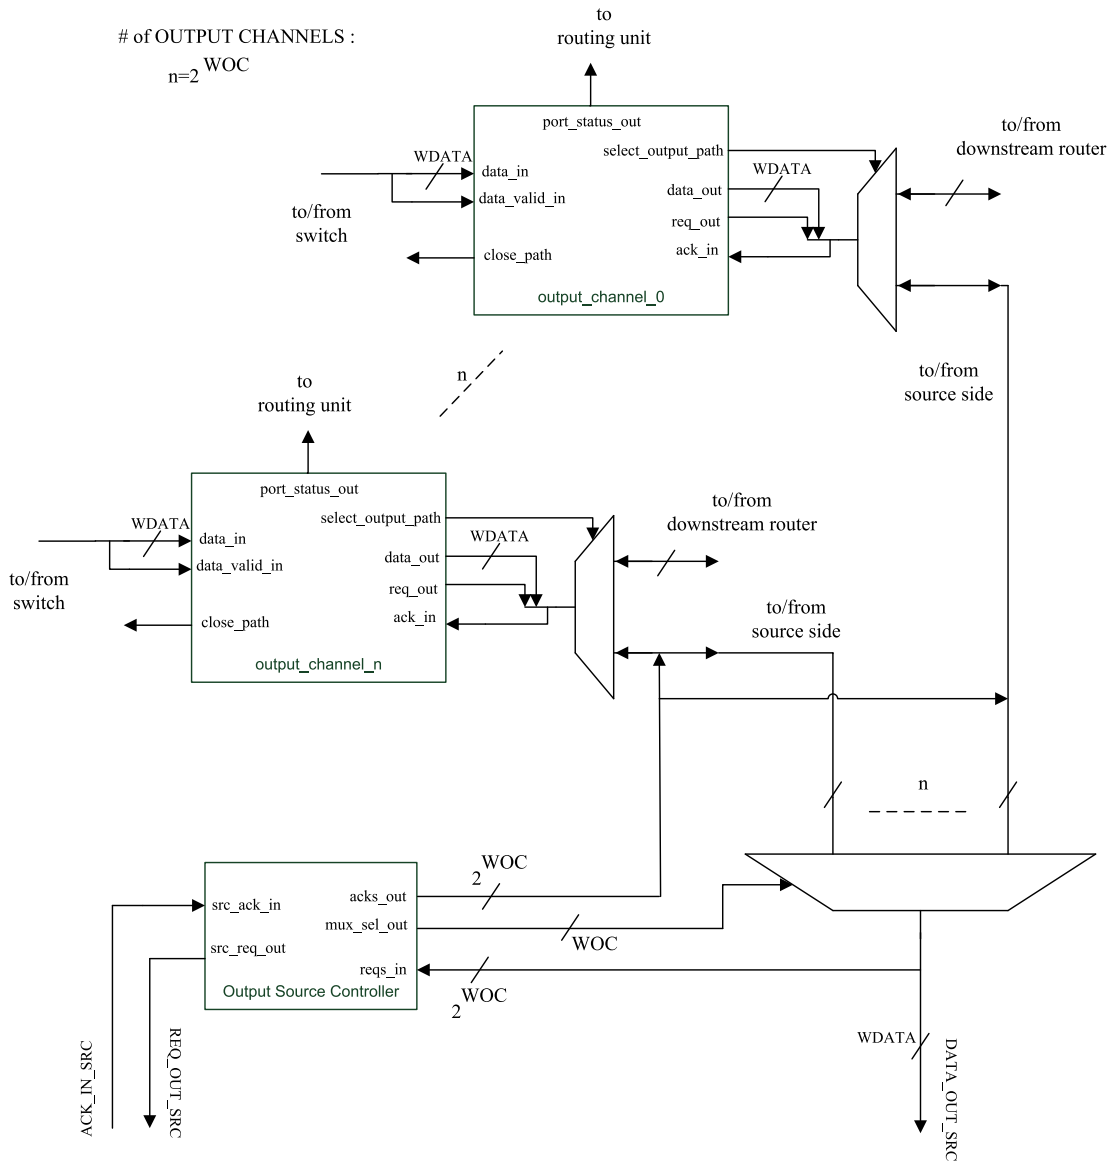 # of OUTPUT CHANNELS :
n=2 WOC
to
routing unit
port_status_out
select_output_path
WDATA
data_in
data_valid_in
WDATA
data_out
req_out
ack_in
close_path
output_channel_0
to/from
switch
to/from
downstream router
to/from
source side
n
to
routing unit
port_status_out
select_output_path
WDATA
data_in
data_valid_in
WDATA
data_out
req_out
ack_in
close_path
output_channel_n
to/from
switch
to/from
downstream router
to/from
source side
n
2 WOC
acks_out
src_ack_in
mux_sel_out
WOC
src_req_out
reqs_in
2 WOC
Output Source Controller
ACK_IN_SRC
REQ_OUT_SRC
WDATA
DATA_OUT_SRC